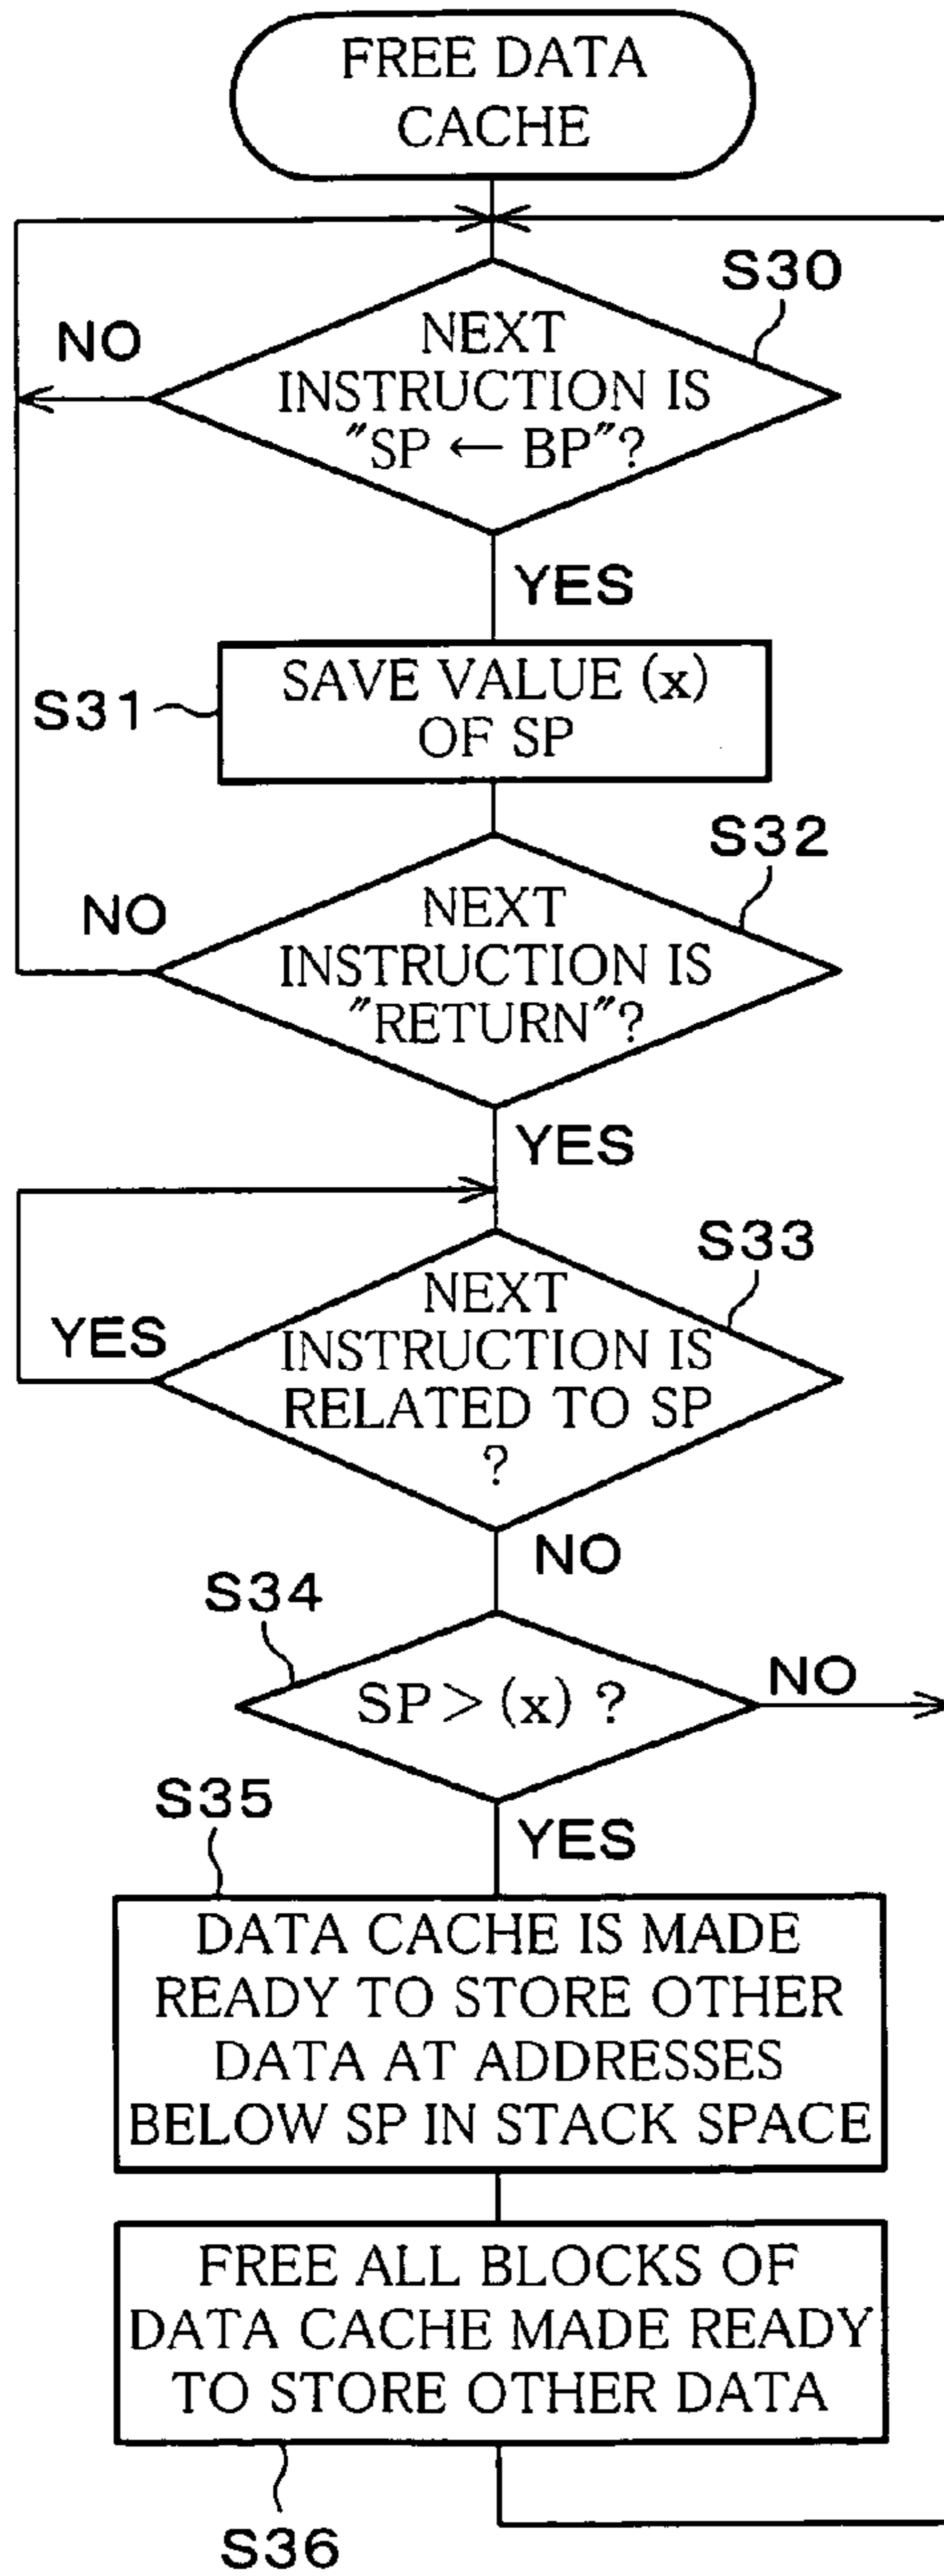 FREE DATA
CACHE
S30
NO
NEXT
INSTRUCTION IS
"SP ← BP"?
YES
S31
SAVE VALUE (x)
OF SP
S32
NO
NEXT
INSTRUCTION IS
"RETURN"?
YES
S33
YES
NEXT
INSTRUCTION IS
RELATED TO SP
?
NO
S34
SP > (x) ?
NO
YES
S35
DATA CACHE IS MADE
READY TO STORE OTHER
DATA AT ADDRESSES
BELOW SP IN STACK SPACE
FREE ALL BLOCKS OF
DATA CACHE MADE READY
TO STORE OTHER DATA
S36